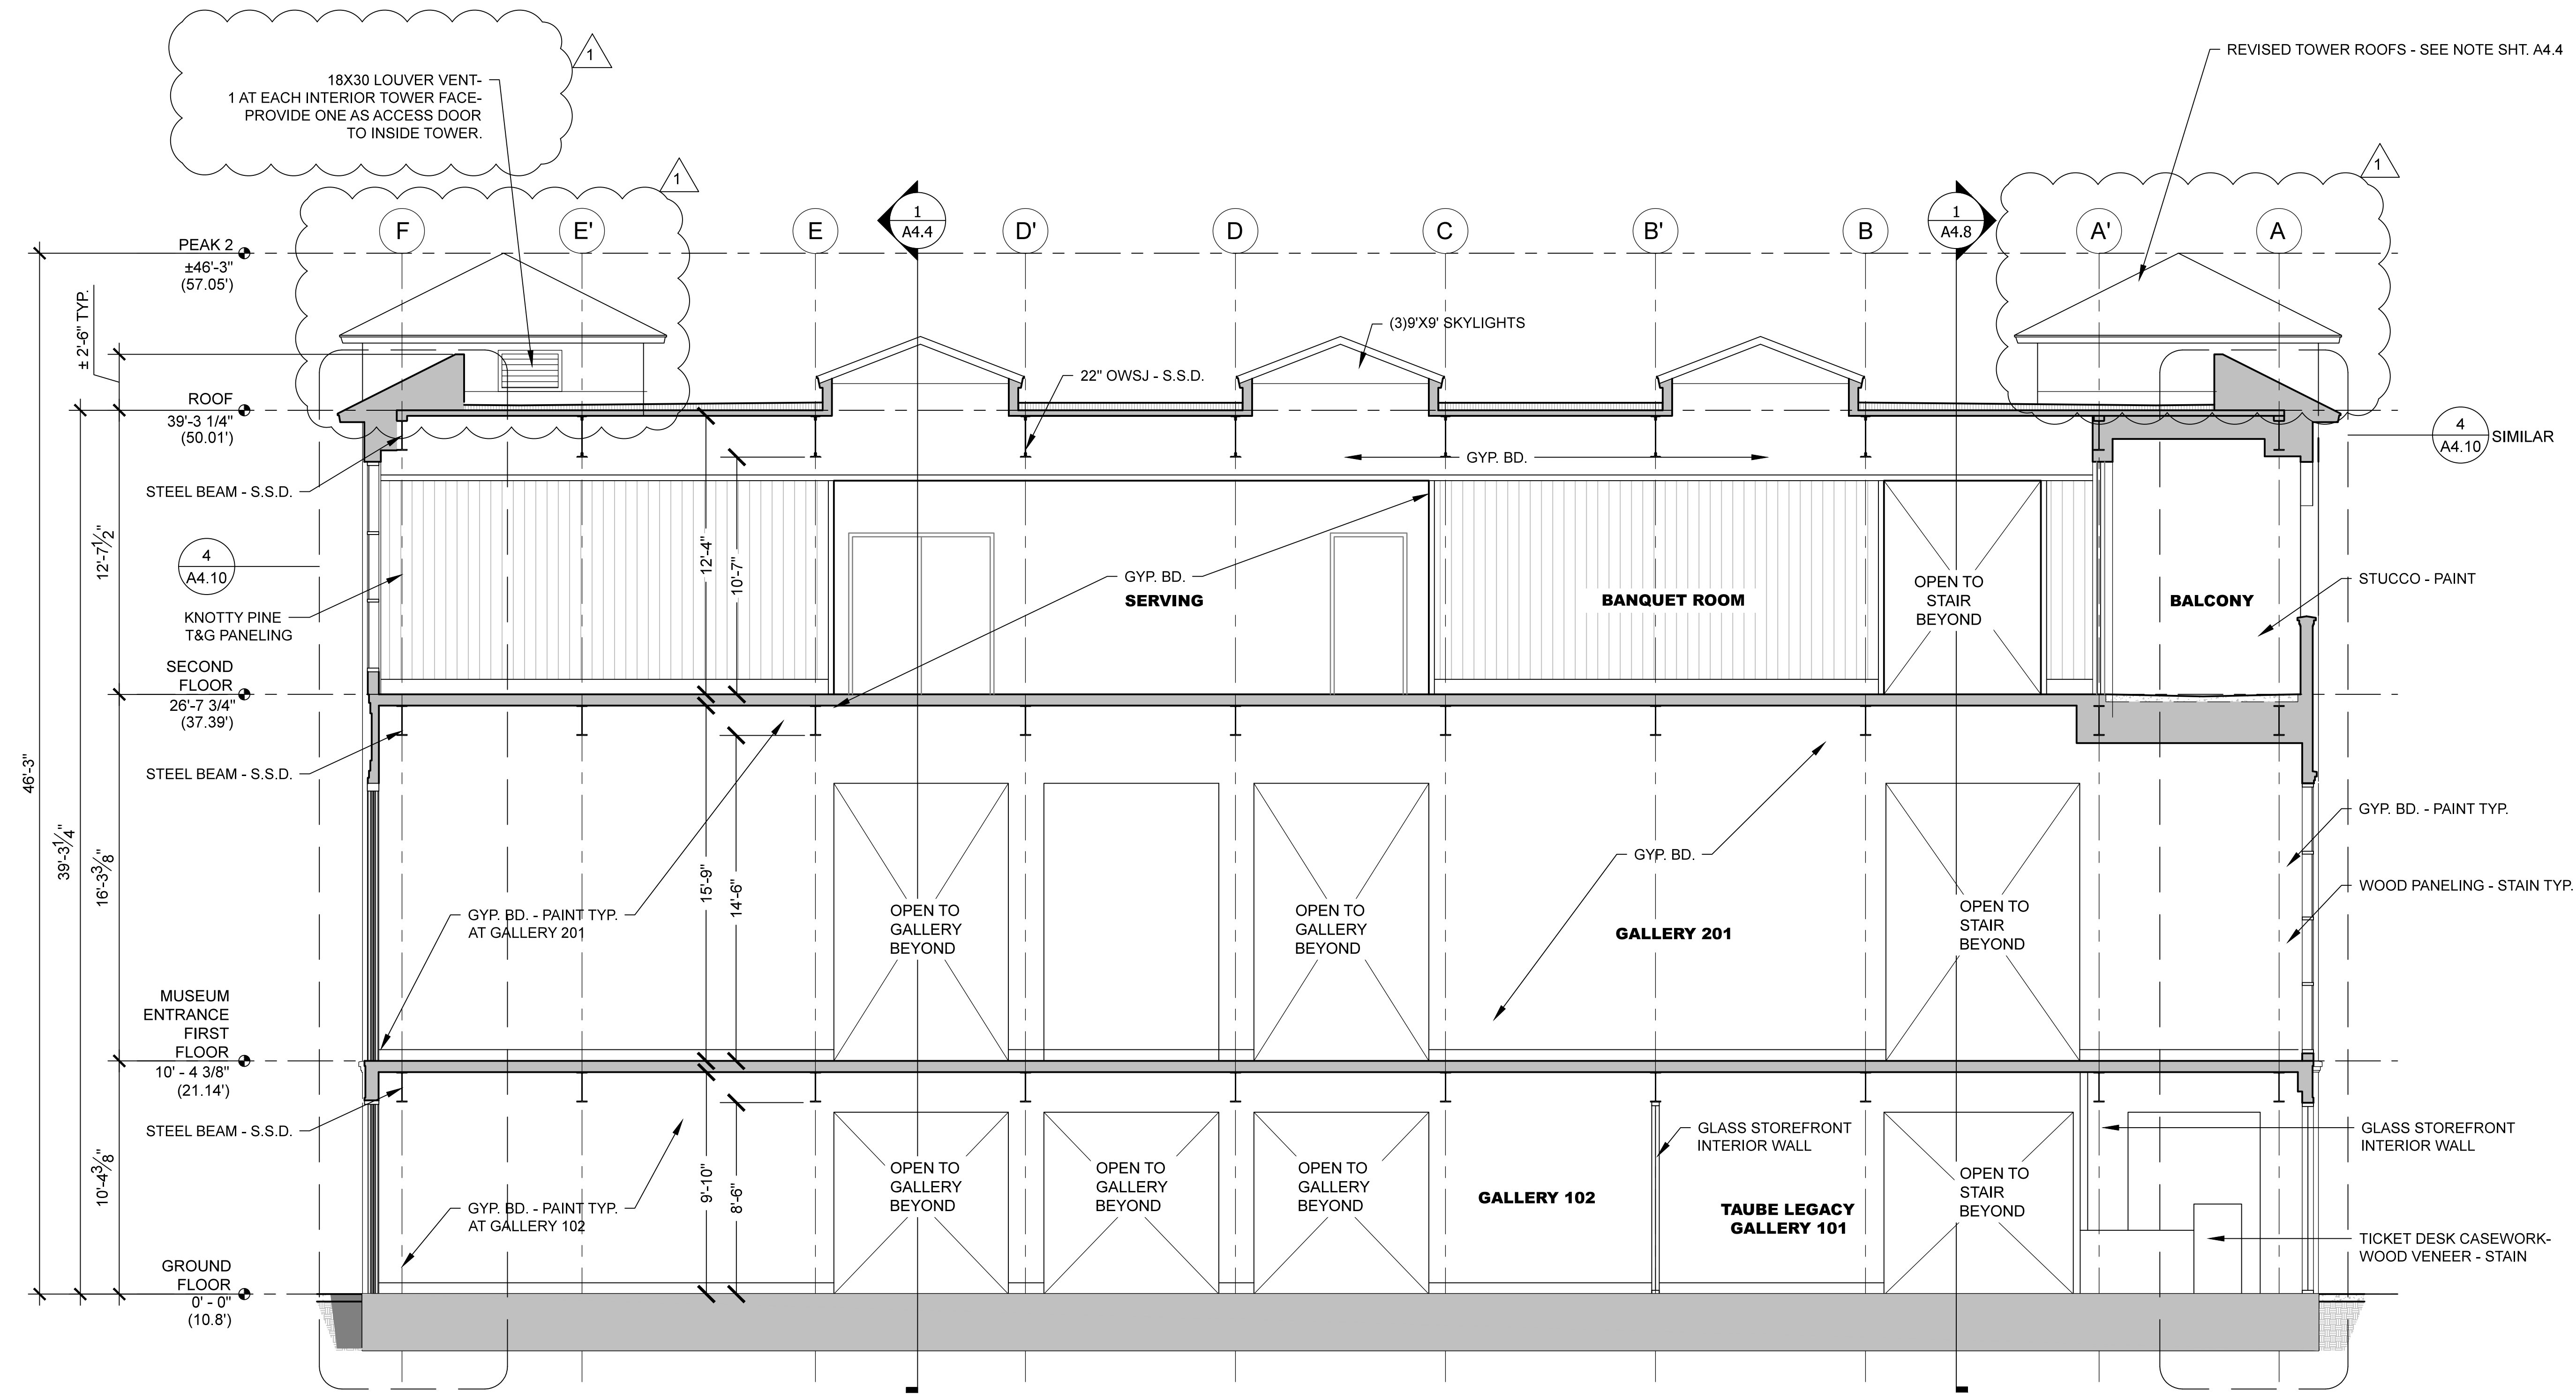 18X30 LOUVER VENT-
1 AT EACH INTERIOR TOWER FACE-
PROVIDE ONE AS ACCESS DOOR
TO INSIDE TOWER.
1
REVISED TOWER ROOFS - SEE NOTE SHT. A4.4
1
1
F
E'
E
1
A4.4
D'
D
C
B'
B
1
A4.8
A'
A
PEAK 2
±46'-3"
(57.05')
± 2'-6" TYP.
(3)9'X9' SKYLIGHTS
22" OWSJ - S.S.D.
ROOF
39'-3 1/4"
(50.01')
4
A4.10
SIMILAR
GYP. BD.
STEEL BEAM - S.S.D.
12'-7 1/2"
12'-4"
10'-7"
4
A4.10
GYP. BD.
SERVING
BANQUET ROOM
OPEN TO
STAIR
BEYOND
BALCONY
STUCCO - PAINT
KNOTTY PINE
T&G PANELING
SECOND
FLOOR
26'-7 3/4"
(37.39')
46'-3"
39'-3 1/4"
16'-3 3/8"
STEEL BEAM - S.S.D.
15'-9"
14'-6"
GYP. BD. - PAINT TYP.
GYP. BD.
WOOD PANELING - STAIN TYP.
GYP. BD. - PAINT TYP.
AT GALLERY 201
OPEN TO
GALLERY
BEYOND
OPEN TO
GALLERY
BEYOND
GALLERY 201
OPEN TO
STAIR
BEYOND
MUSEUM
ENTRANCE
FIRST
FLOOR
10' - 4 3/8"
(21.14')
STEEL BEAM - S.S.D.
10'-4 3/8"
9'-10"
8'-6"
GLASS STOREFRONT
INTERIOR WALL
GLASS STOREFRONT
INTERIOR WALL
OPEN TO
GALLERY
BEYOND
OPEN TO
GALLERY
BEYOND
OPEN TO
GALLERY
BEYOND
GALLERY 102
TAUBE LEGACY
GALLERY 101
OPEN TO
STAIR
BEYOND
GYP. BD. - PAINT TYP.
AT GALLERY 102
TICKET DESK CASEWORK-
WOOD VENEER - STAIN
GROUND
FLOOR
0' - 0"
(10.8')